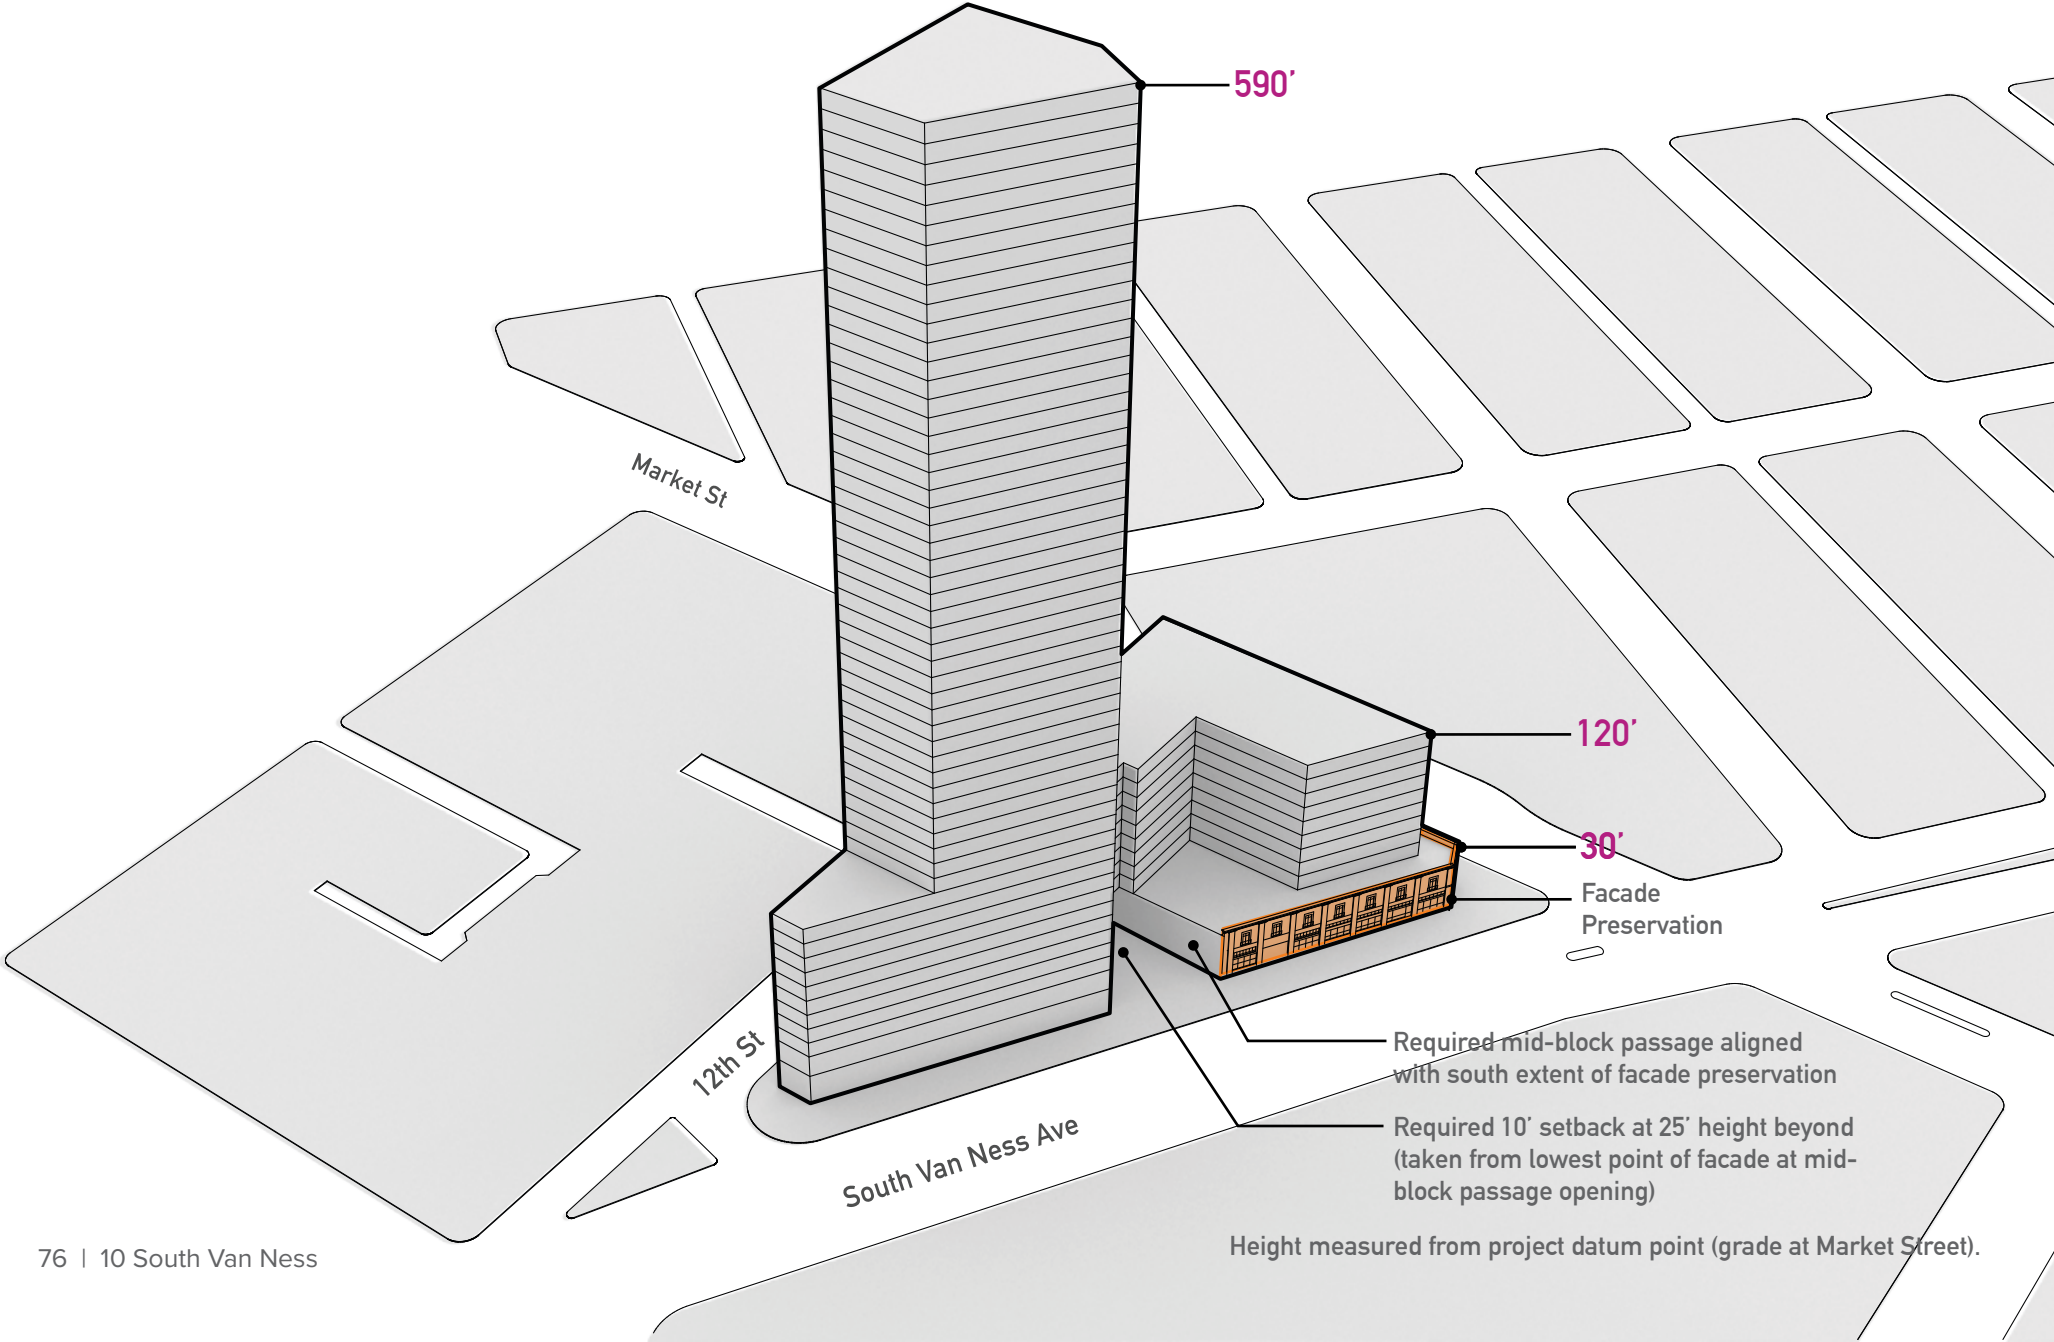 590’
Market St
120’
30’
Facade
Preservation
12th St
Required mid-block passage aligned
with south extent of facade preservation
South Van Ness Ave
Required 10’ setback at 25’ height beyond
(taken from lowest point of facade at mid-
block passage opening)
Height measured from project datum point (grade at Market Street).
76 | 10 South Van Ness